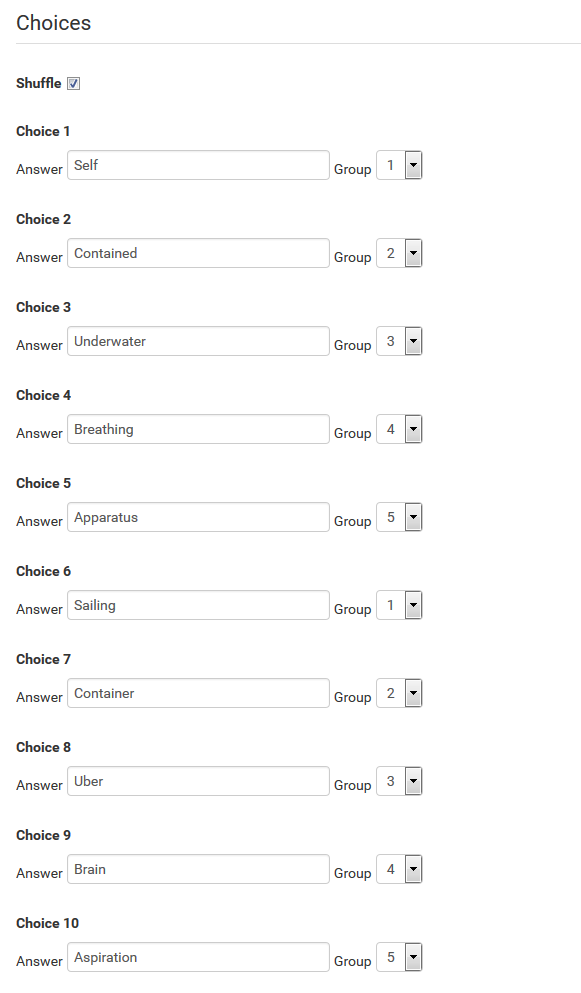 Choices
Shuffle
Choice 1
Answer Self Group 1
Choice 2
Answer Contained Group 2
Choice 3
Answer Underwater Group 3
Choice 4
Answer Breathing Group 4
Choice 5
Answer Apparatus Group 5
Choice 6
Answer Sailing Group 1
Choice 7
Answer Container Group 2
Choice 8
Answer Uber Group 3
Choice 9
Answer Brain Group 4
Choice 10
Answer Aspiration Group 5